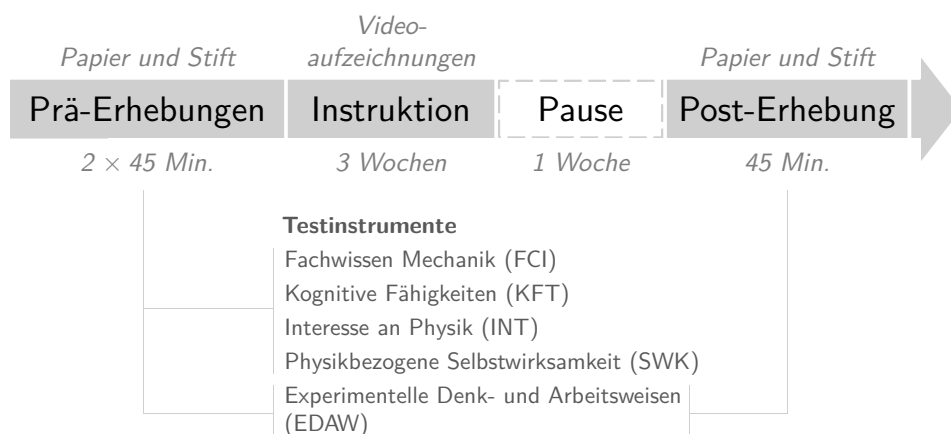 Video-
Papier und Stift aufzeichnungen Papier und Stift
Prä-Erhebungen Instruktion Pause Post-Erhebung
2 × 45 Min. 3 Wochen 1 Woche 45 Min.
Testinstrumente
Fachwissen Mechanik (FCI)
Kognitive Fähigkeiten (KFT)
Interesse an Physik (INT)
Physikbezogene Selbstwirksamkeit (SWK)
Experimentelle Denk- und Arbeitsweisen
(EDAW)